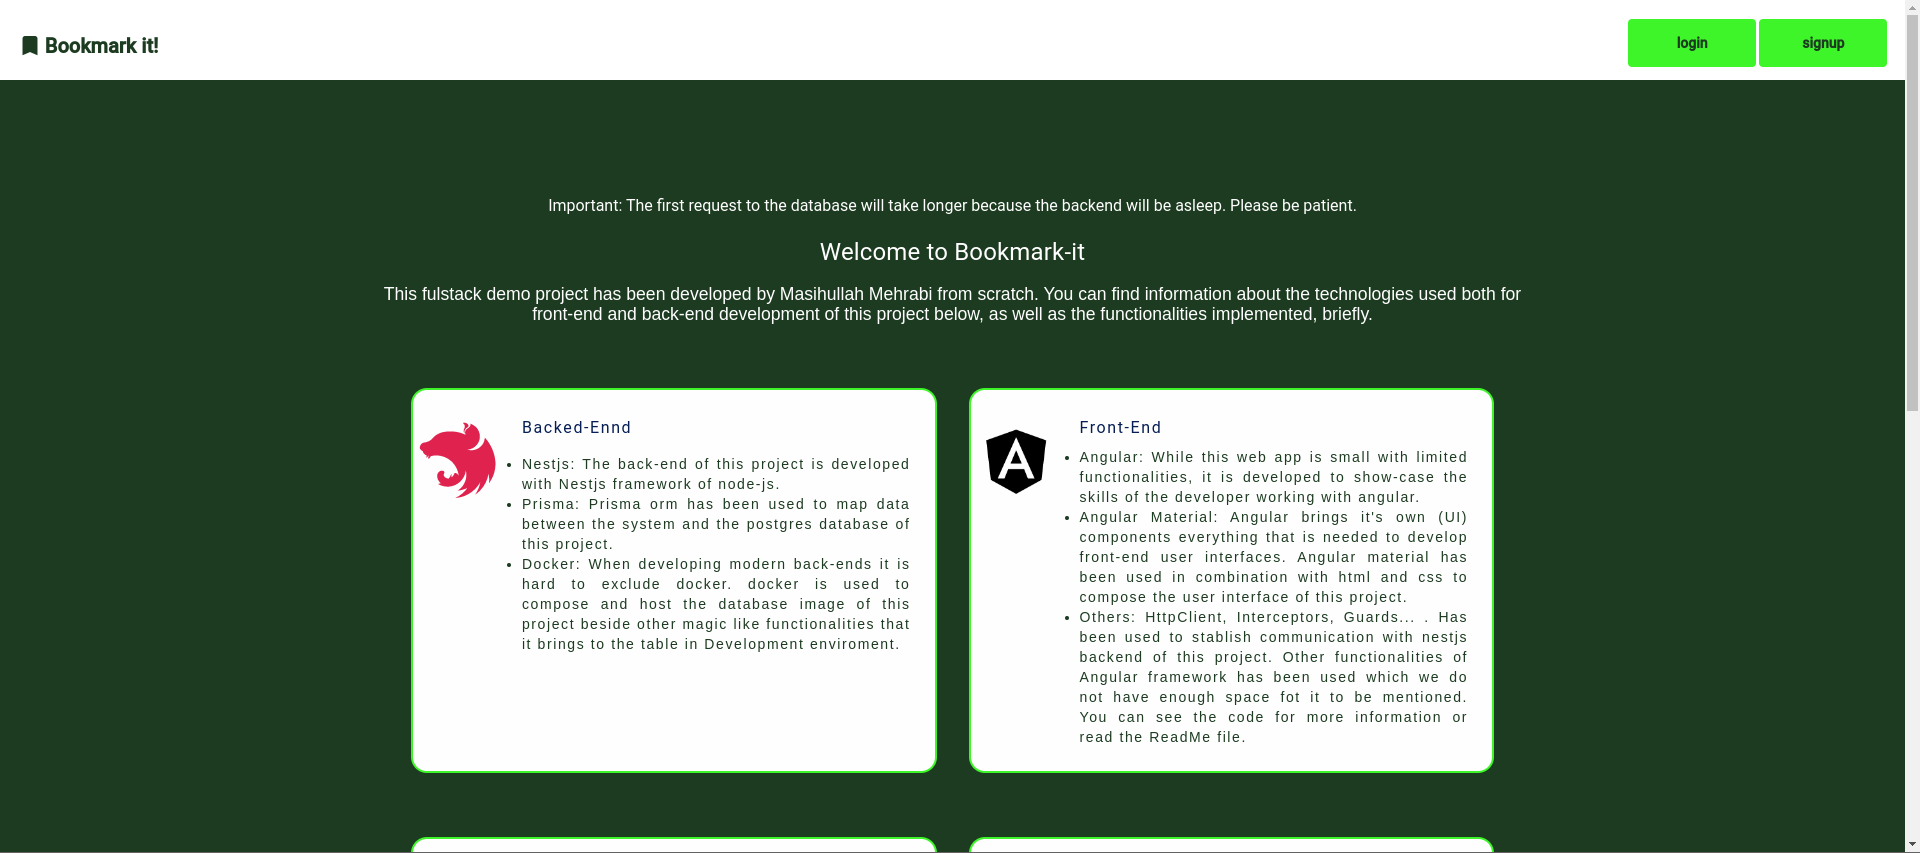 Bookmark it!
login
signup
Important: The first request to the database will take longer because the backend will be asleep. Please be patient.
Welcome to Bookmark-it
This fulstack demo project has been developed by Masihullah Mehrabi from scratch. You can find information about the technologies used both for
front-end and back-end development of this project below, as well as the functionalities implemented, briefly.
Backed-Ennd
Nestjs: The back-end of this project is developed
with Nestjs framework of node-js.
Prisma: Prisma orm has been used to map data
between the system and the postgres database of
this project.
Docker: When developing modern back-ends it is
hard to exclude docker. docker is used to
compose and host the database image of this
project beside other magic like functionalities that
it brings to the table in Development enviroment.
Front-End
Angular: While this web app is small with limited
functionalities, it is developed to show-case the
skills of the developer working with angular.
Angular Material: Angular brings it's own (UI)
components everything that is needed to develop
front-end user interfaces. Angular material has
been used in combination with html and css to
compose the user interface of this project.
Others: HttpClient, Interceptors, Guards... . Has
been used to stablish communication with nestjs
backend of this project. Other functionalities of
Angular framework has been used which we do
not have enough space fot it to be mentioned.
You can see the code for more information or
read the ReadMe file.